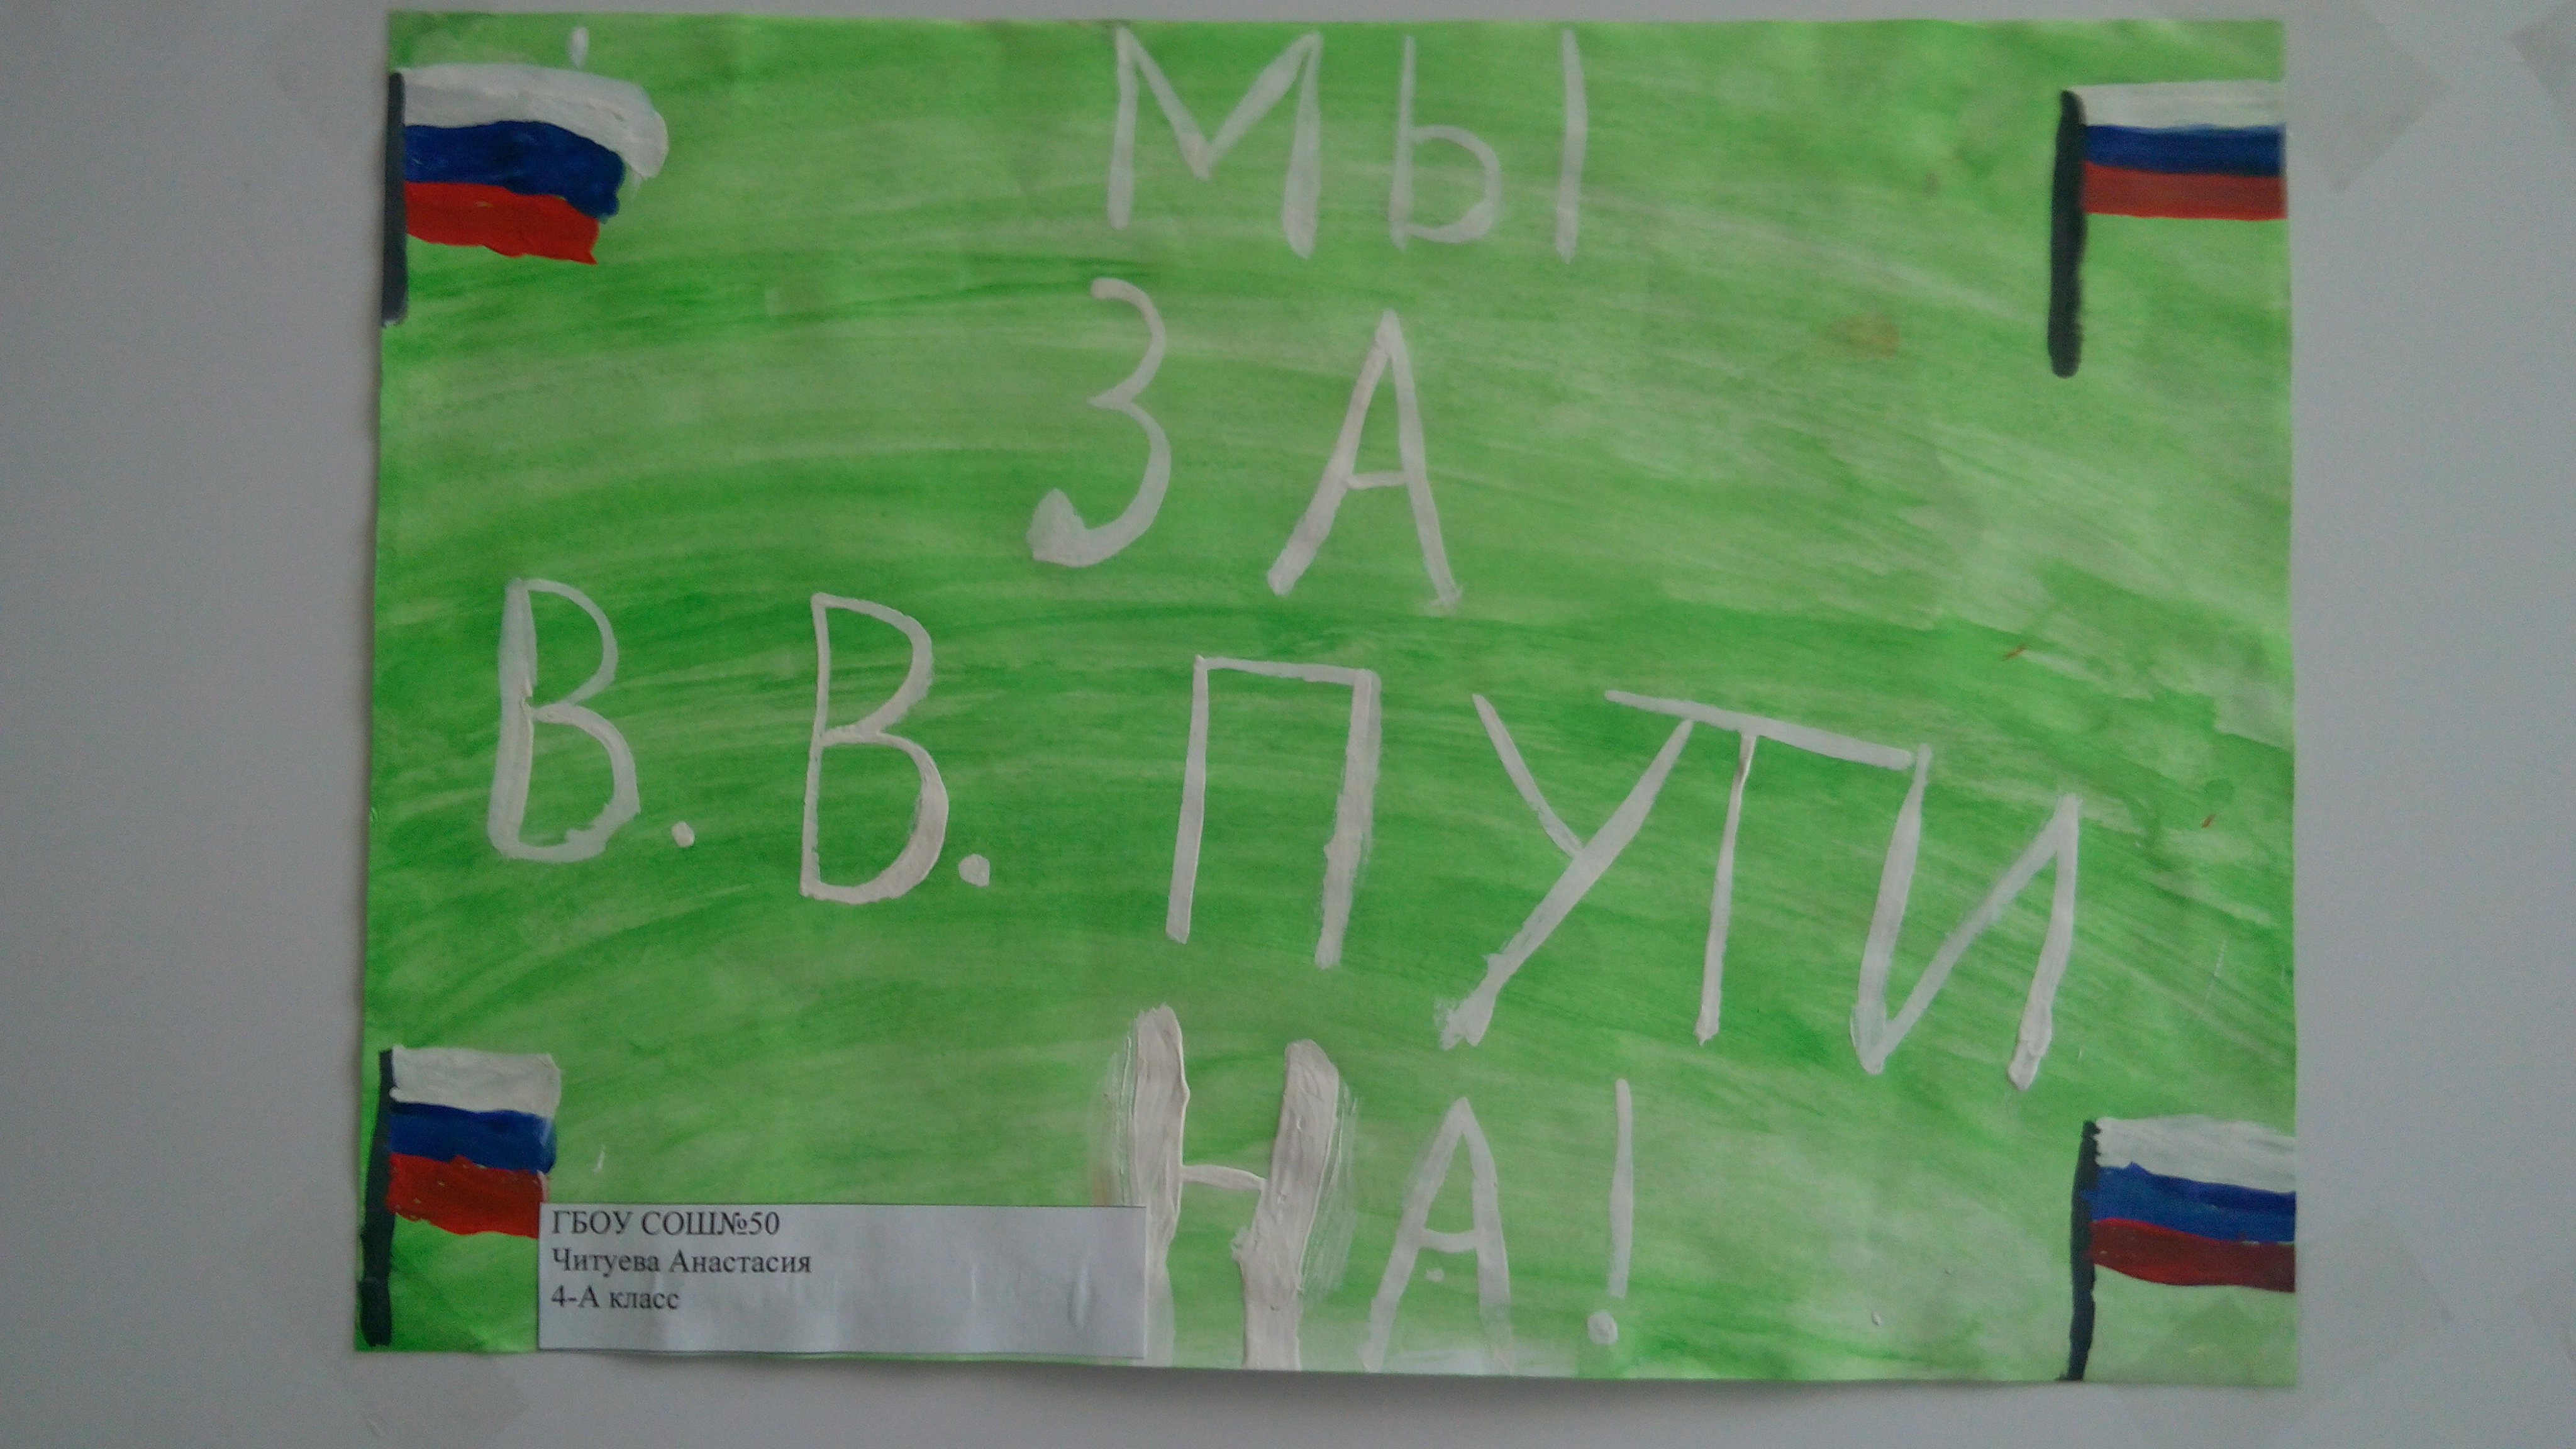 МЫ
ЗА
В. В. ПУТИ
НА!
ГБОУ СОШ№50
Читуева Анастасия
4-А класс